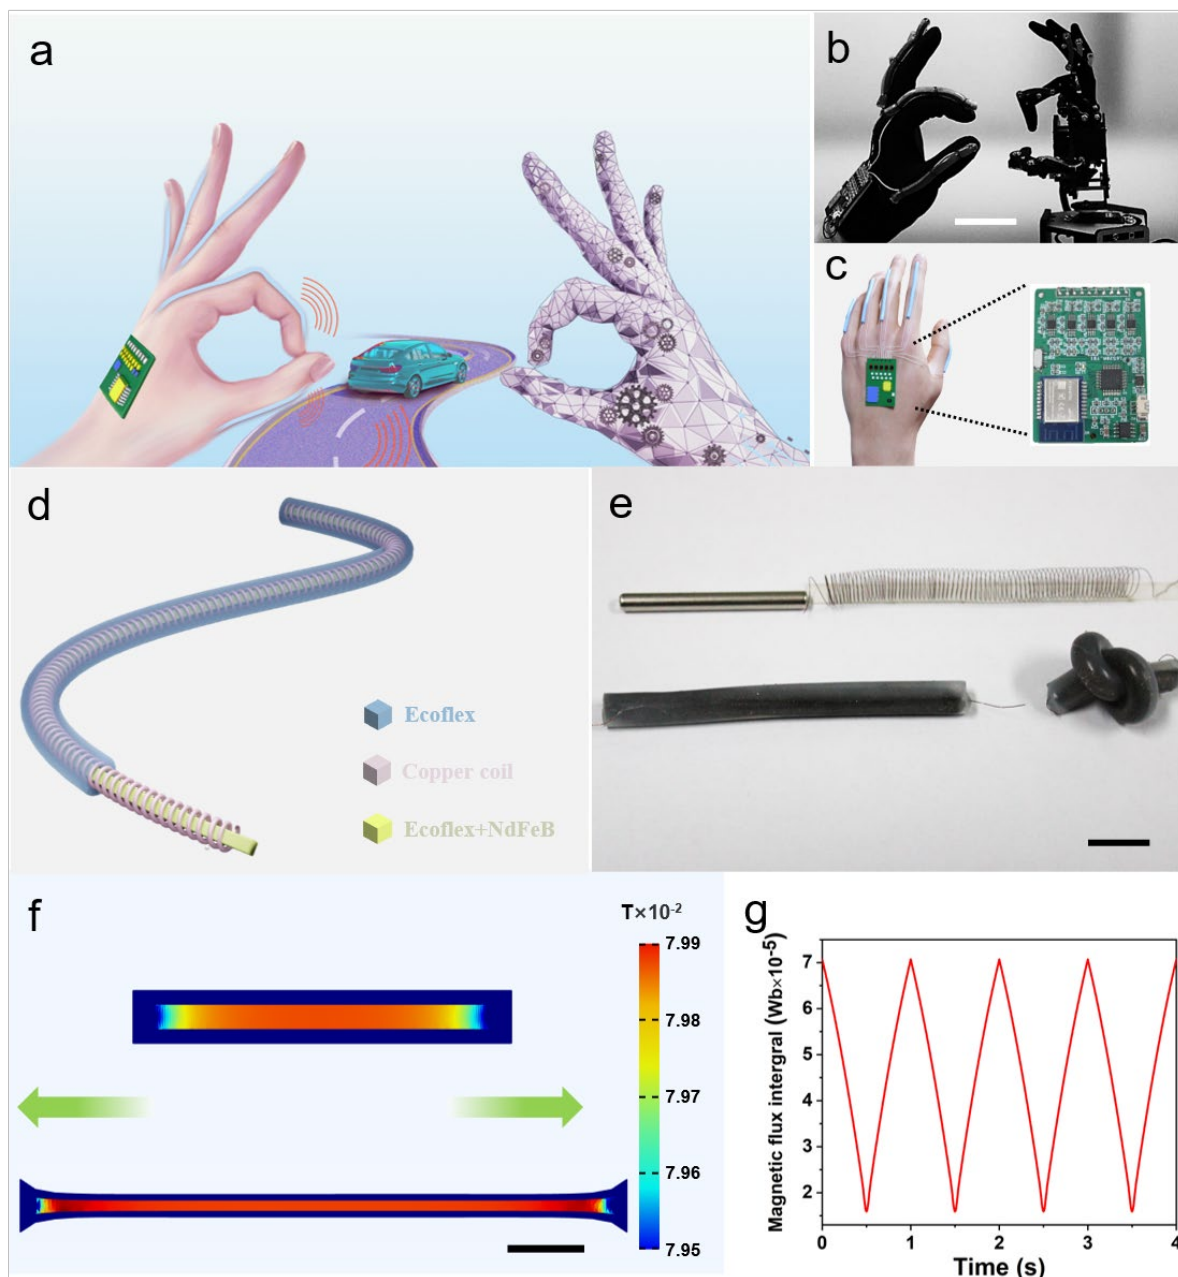 a
b
c
d
Ecoflex
Copper coil
Ecoflex+NdFeB
e
f
T×10-2
7.99
7.98
7.97
7.96
7.95
g
Magnetic flux intergral (Wb×10-5)
7
6
5
4
3
2
0
1
2
3
4
Time (s)